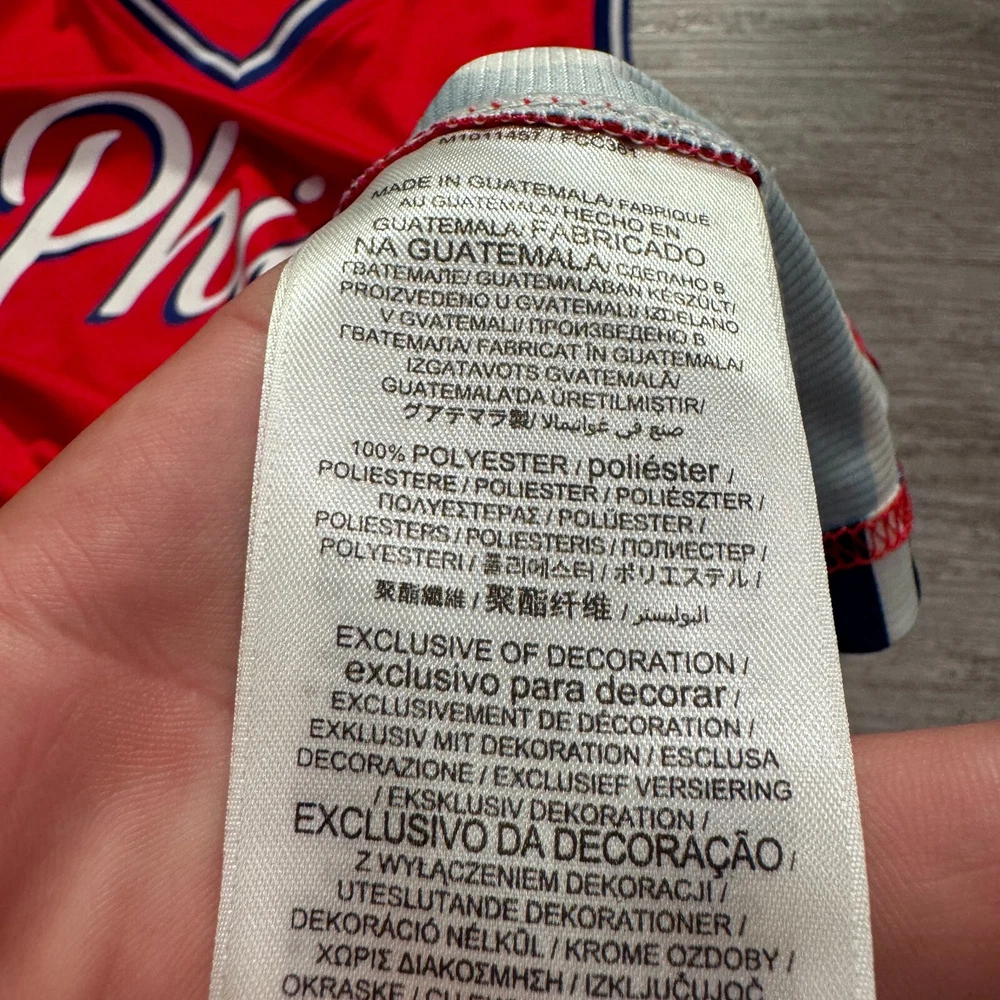 Phi
MADE IN GUATEMALA/ FABRIQUÉ
AU GUATEMALA/ HECHO EN
GUATEMALA/ FABRICADO
NA GUATEMALA/ СДЕЛАНО В
ГВАТЕМАЛЕ/ GUATEMALÁBAN KÉSZÜLT/
PROIZVEDENO U GVATEMALI/ IZDELANO
V GVATEMALI/ ПРОИЗВЕДЕНО В
ГВАТЕМАЛА/ FABRICAT ÎN GUATEMALA/
IZGATAVOTS GVATEMALĀ/
GUATEMALA'DA ÜRETILMIŞTIR/
グアテマラ製/ صنع في غواتيمالا
100% POLYESTER / poliéster /
POLIESTERE / POLIESTER / POLIÉSZTER /
ΠΟΛΥΕΣΤΕΡΑΣ / POLÜESTER /
POLIESTERS / POLIESTERIS / ПОЛИЕСТЕР /
POLYESTERI / 폴리에스터 / ポリエステル /
聚酯纖維 / 聚酯纤维 / البوليستر
EXCLUSIVE OF DECORATION /
exclusivo para decorar /
EXCLUSIVEMENT DE DÉCORATION /
EXKLUSIV MIT DEKORATION / ESCLUSA
DECORAZIONE / EXCLUSIEF VERSIERING
/ EKSKLUSIV DEKORATION /
EXCLUSIVO DA DECORAÇÃO /
Z WYŁĄCZENIEM DEKORACJI /
UTESLUTANDE DEKORATIONER /
DEKORÁCIÓ NÉLKÜL / KROME OZDOBY /
ΧΩΡΙΣ ΔΙΑΚΟΣΜΗΣΗ / IZKLJUČUJOČ
OKRASKE /